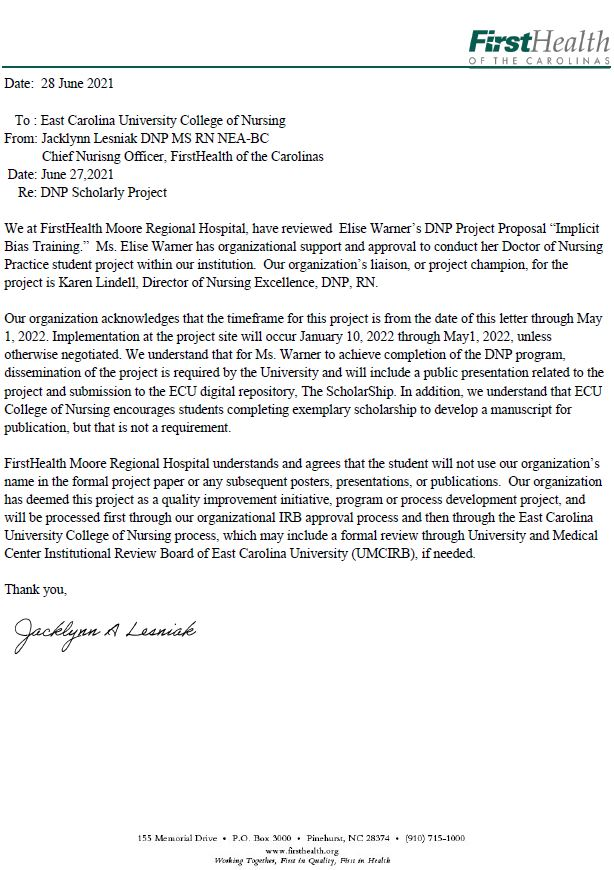 FirstHealth
OF THE CAROLINAS
Date: 28 June 2021
To : East Carolina University College of Nursing
From: Jacklynn Lesniak DNP MS RN NEA-BC
Chief Nurisng Officer, FirstHealth of the Carolinas
Date: June 27,2021
Re: DNP Scholarly Project
We at FirstHealth Moore Regional Hospital, have reviewed Elise Warner’s DNP Project Proposal “Implicit
Bias Training.” Ms. Elise Warner has organizational support and approval to conduct her Doctor of Nursing
Practice student project within our institution. Our organization’s liaison, or project champion, for the
project is Karen Lindell, Director of Nursing Excellence, DNP, RN.
Our organization acknowledges that the timeframe for this project is from the date of this letter through May
1, 2022. Implementation at the project site will occur January 10, 2022 through May1, 2022, unless
otherwise negotiated. We understand that for Ms. Warner to achieve completion of the DNP program,
dissemination of the project is required by the University and will include a public presentation related to the
project and submission to the ECU digital repository, The ScholarShip. In addition, we understand that ECU
College of Nursing encourages students completing exemplary scholarship to develop a manuscript for
publication, but that is not a requirement.
FirstHealth Moore Regional Hospital understands and agrees that the student will not use our organization’s
name in the formal project paper or any subsequent posters, presentations, or publications. Our organization
has deemed this project as a quality improvement initiative, program or process development project, and
will be processed first through our organizational IRB approval process and then through the East Carolina
University College of Nursing process, which may include a formal review through University and Medical
Center Institutional Review Board of East Carolina University (UMCIRB), if needed.
Thank you,
Jacklynn A Lesniak
155 Memorial Drive • P.O. Box 3000 • Pinehurst, NC 28374 • (910) 715-1000
www.firsthealth.org
Working Together, First in Quality, First in Health